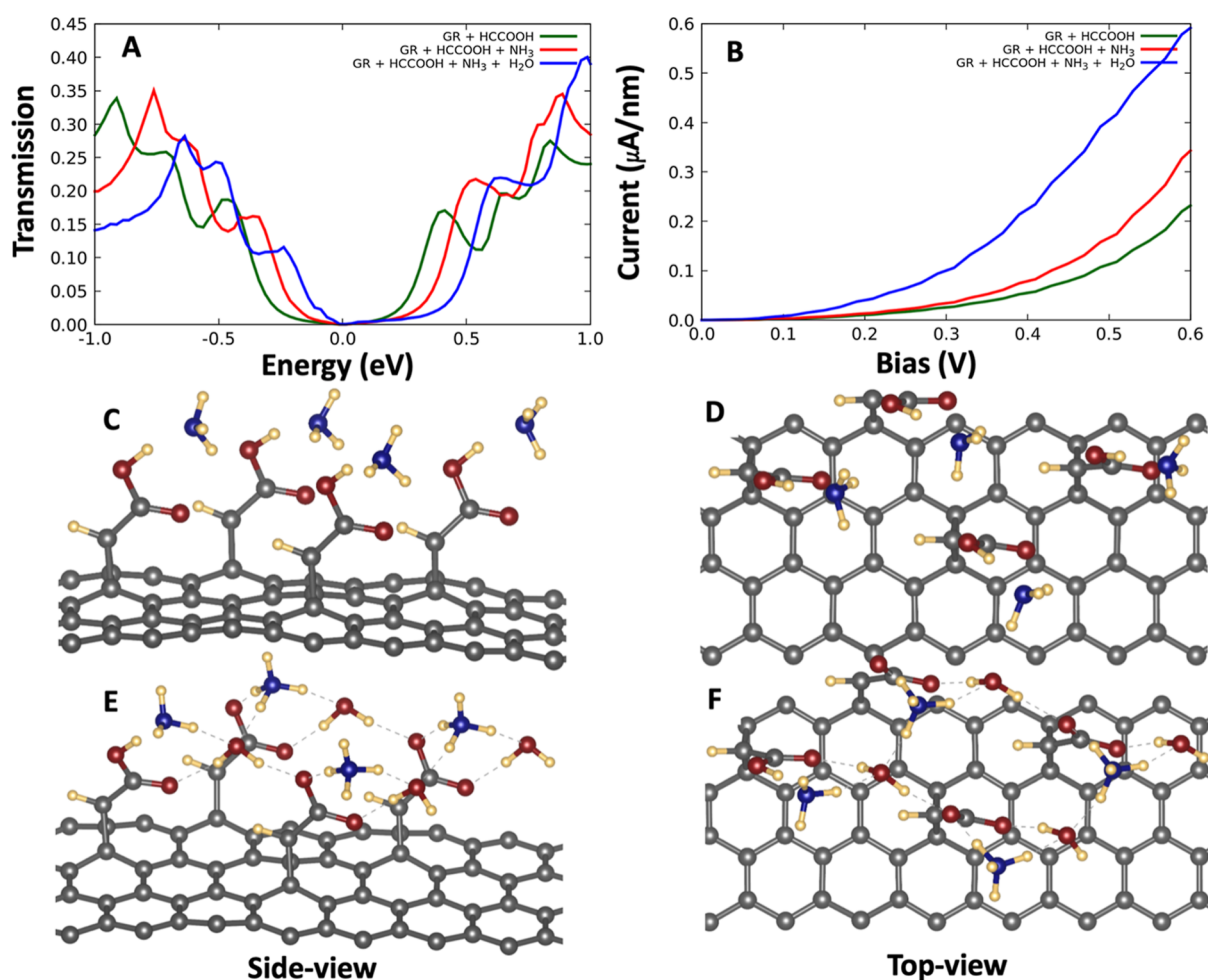 A
GR + HCCOOH
GR + HCCOOH + NH₃
GR + HCCOOH + NH₃ + H₂O
Transmission
0.45
0.40
0.35
0.30
0.25
0.20
0.15
0.10
0.05
0.00
-1.0 -0.5 0.0 0.5 1.0
Energy (eV)
B
GR + HCCOOH
GR + HCCOOH + NH₃
GR + HCCOOH + NH₃ + H₂O
Current (μA/nm)
0.6
0.5
0.4
0.3
0.2
0.1
0.0
0.0 0.1 0.2 0.3 0.4 0.5 0.6
Bias (V)
C
D
E
F
Side-view
Top-view